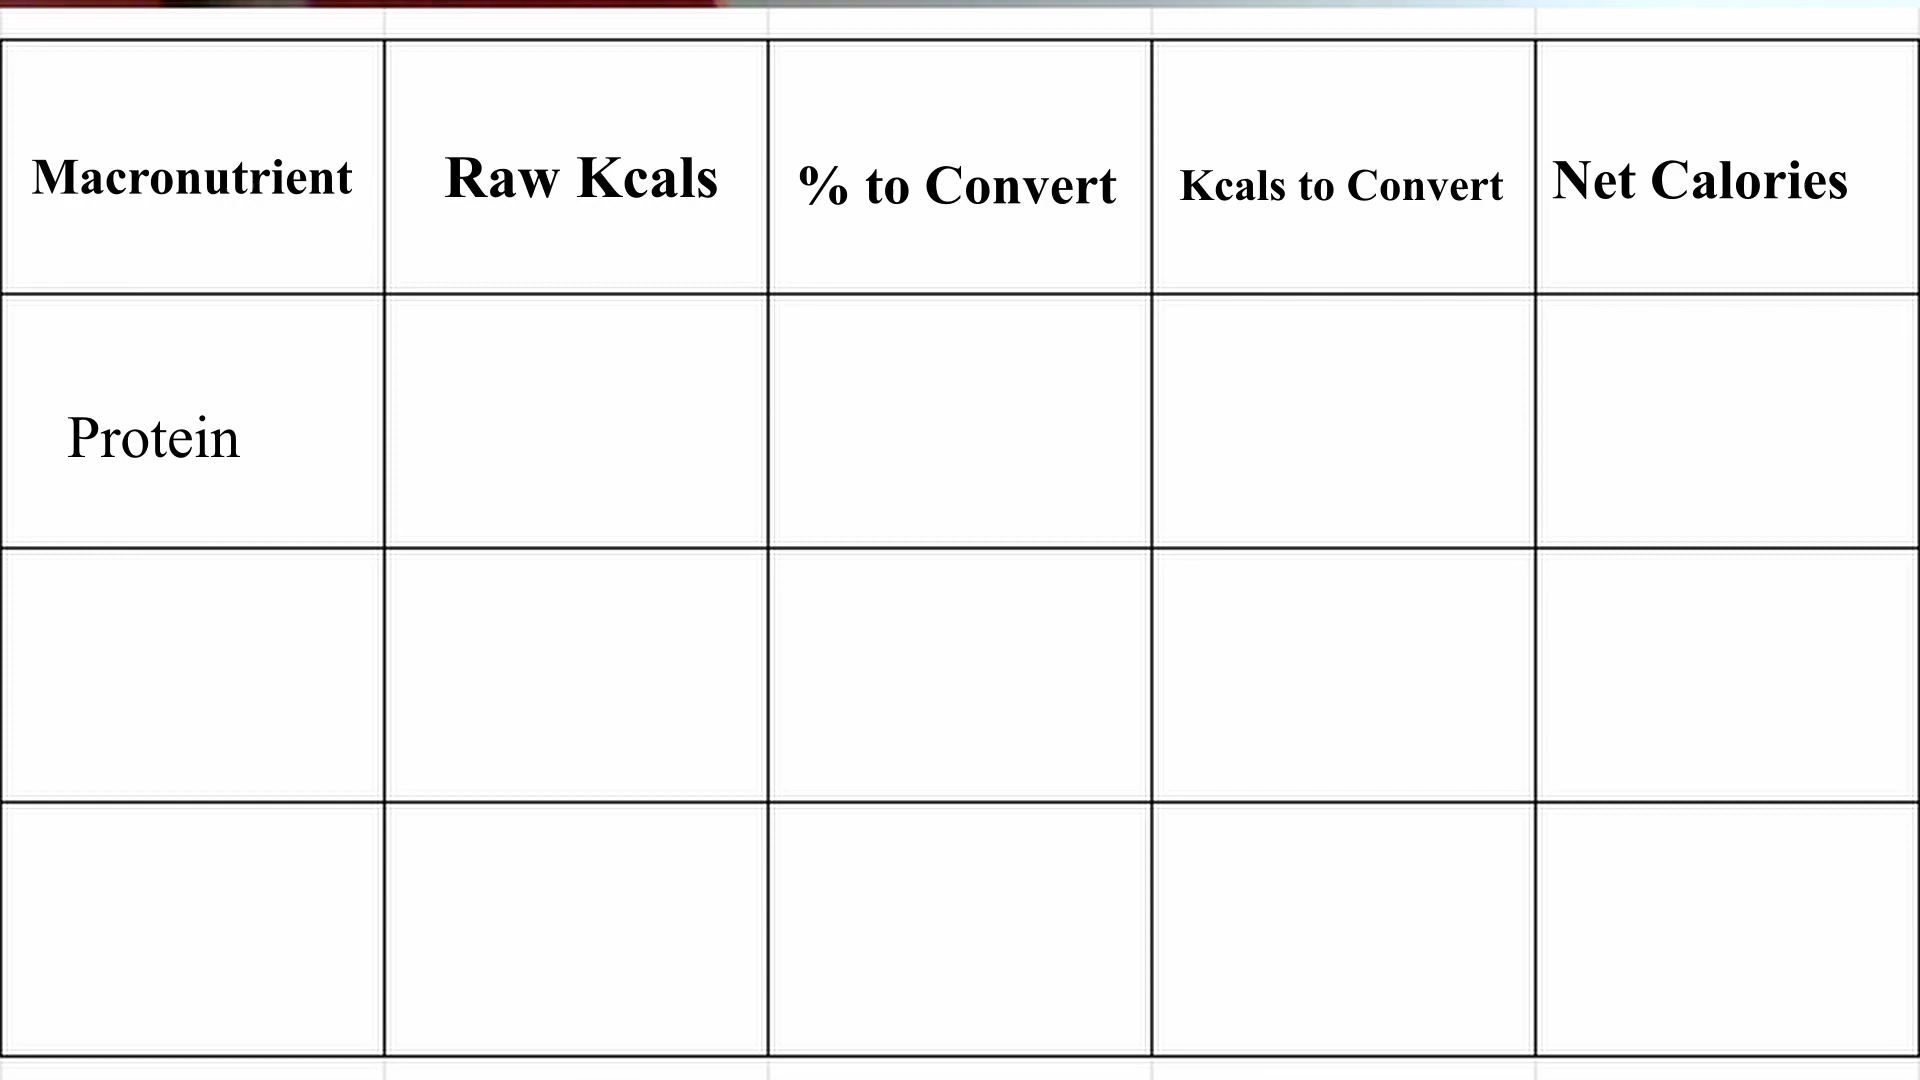 Macronutrient Raw Kcals % to Convert Kcals to Convert Net Calories
Protein